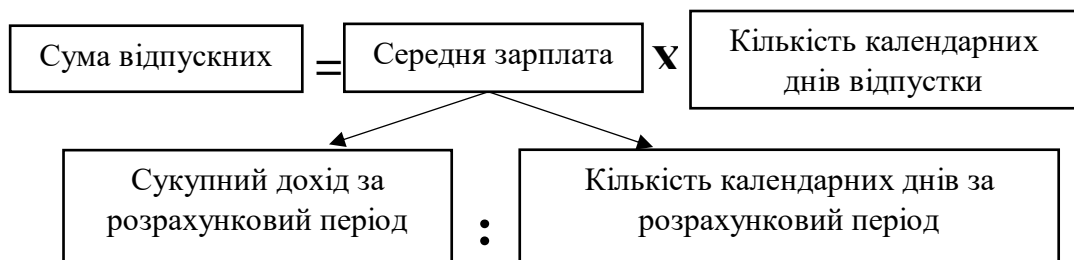 Сума відпускних = Середня зарплата x Кількість календарних
днів відпустки
Сукупний дохід за
розрахунковий період
:
Кількість календарних днів за
розрахунковий період